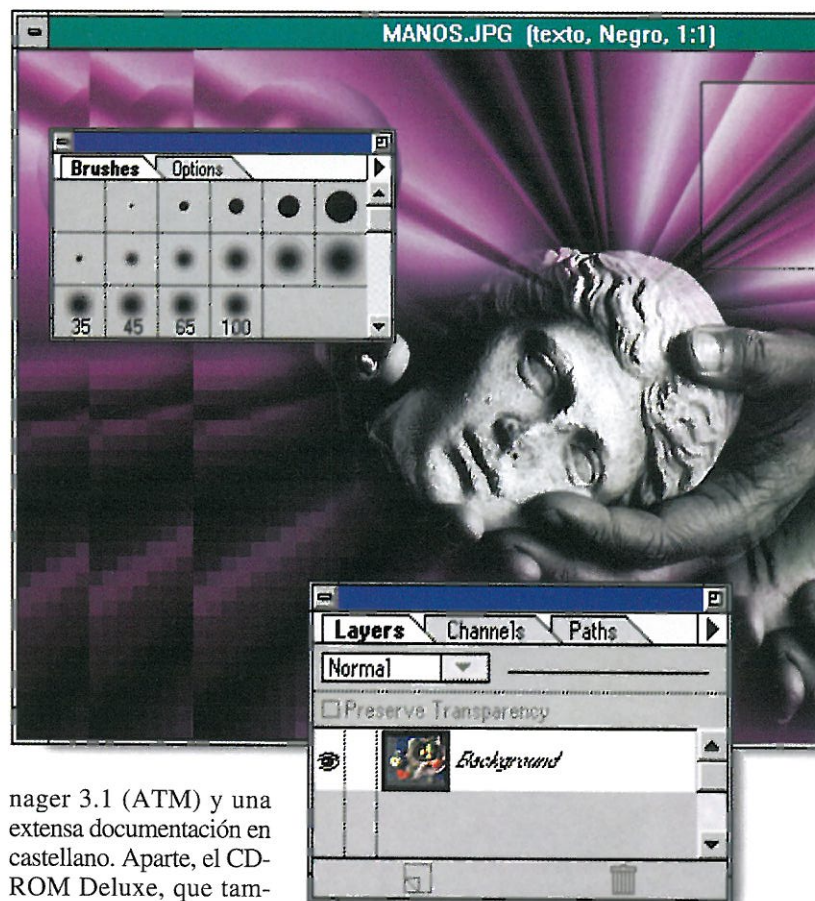 MANOS.JPG (texto, Negro, 1:1)
Brushes Options
35 45 65 100
Layers Channels Paths
Normal
Preserve Transparency
Background
nager 3.1 (ATM) y una
extensa documentación en
castellano. Aparte, el CD-
ROM Deluxe, que tam-